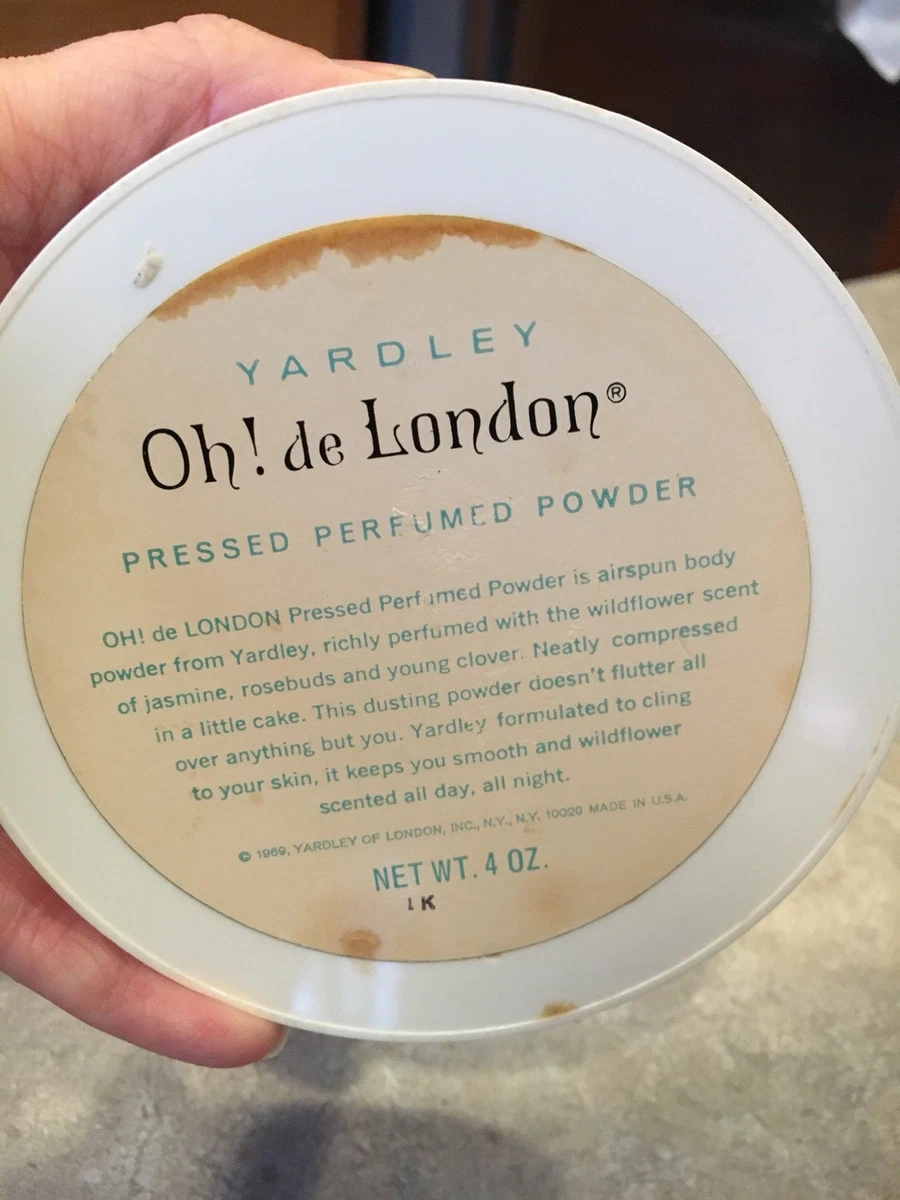 YARDLEY
Oh! de London®
PRESSED PERFUMED POWDER
OH! de LONDON Pressed Perfumed Powder is airspun body
powder from Yardley, richly perfumed with the wildflower scent
of jasmine, rosebuds and young clover. Neatly compressed
in a little cake. This dusting powder doesn't flutter all
over anything but you. Yardley formulated to cling
to your skin, it keeps you smooth and wildflower
scented all day, all night.
© 1969, YARDLEY OF LONDON, INC., N.Y., N.Y. 10020 MADE IN U.S.A.
NET WT. 4 OZ.
1 K